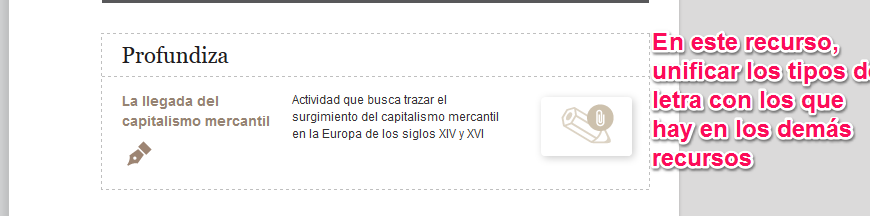 Profundiza
La llegada del
capitalismo mercantil
Actividad que busca trazar el
surgimiento del capitalismo mercantil
en la Europa de los siglos XIV y XVI
En este recurso,
unificar los tipos de
letra con los que
hay en los demás
recursos